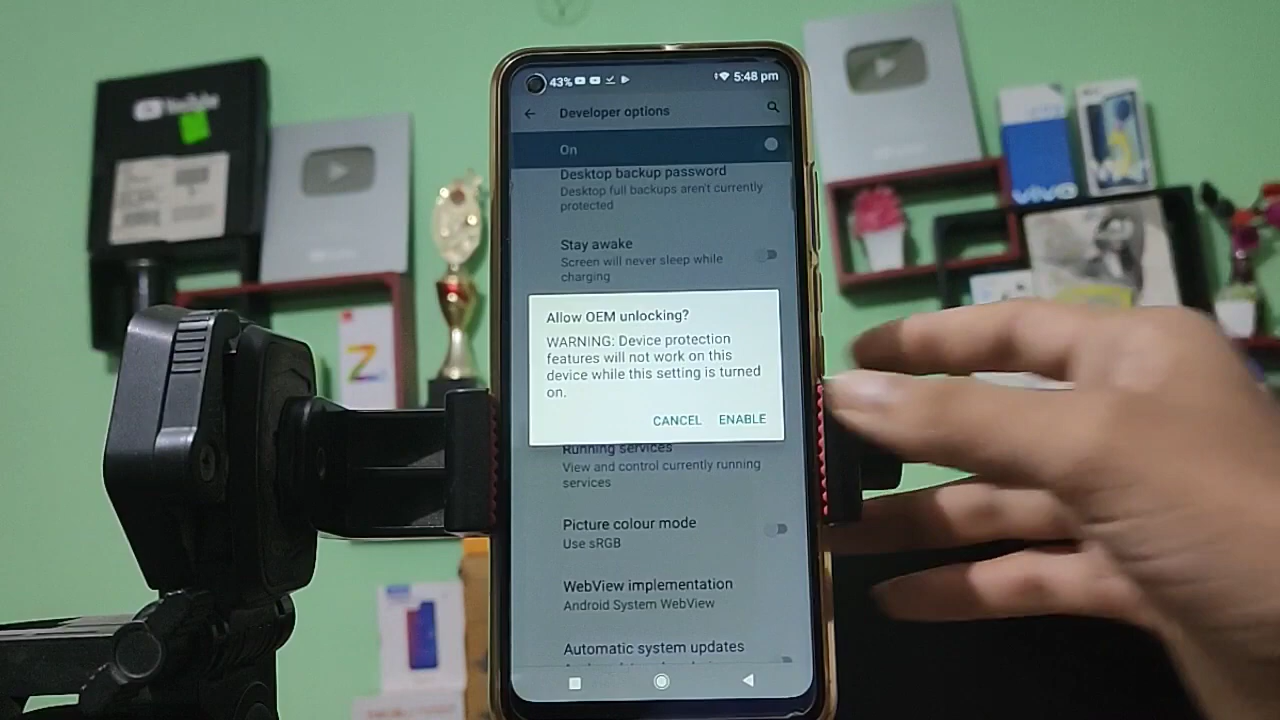 43%
5:48 pm
Developer options
On
Desktop backup password
Desktop full backups aren't currently
protected
Stay awake
Screen will never sleep while
charging
Allow OEM unlocking?
WARNING: Device protection
features will not work on this
device while this setting is turned
on.
CANCEL
ENABLE
Running services
View and control currently running
services
Picture colour mode
Use sRGB
WebView implementation
Android System WebView
Automatic system updates
YouTube
Z
vivo